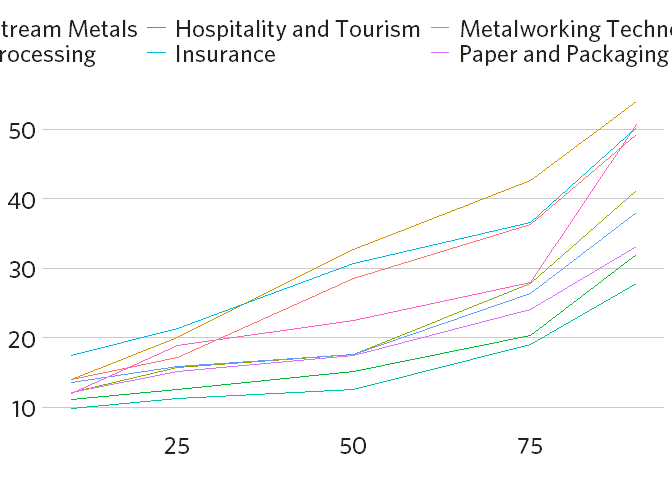 tream Metals Hospitality and Tourism Metalworking Techn
rocessing Insurance Paper and Packaging
50
40
30
20
10
25 50 75